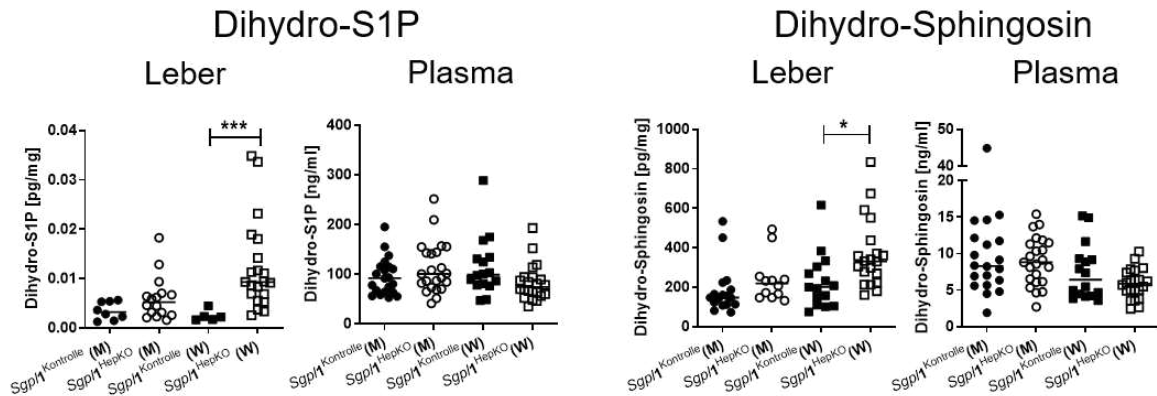 Dihydro-S1P
Dihydro-Sphingosin
Leber
Plasma
Leber
Plasma
Dihydro-S1P [pg/mg]
0.04
0.03
0.02
0.01
0.00
***
Sgpl1Kontrolle (M)
Sgpl1HepKO (M)
Sgpl1Kontrolle (W)
Sgpl1HepKO (W)
Dihydro-S1P [ng/ml]
400
300
200
100
0
Sgpl1Kontrolle (M)
Sgpl1HepKO (M)
Sgpl1Kontrolle (W)
Sgpl1HepKO (W)
Dihydro-Sphingosin [pg/mg]
1000
800
600
400
200
0
*
Sgpl1Kontrolle (M)
Sgpl1HepKO (M)
Sgpl1Kontrolle (W)
Sgpl1HepKO (W)
Dihydro-Sphingosin [ng/ml]
50
40
20
15
10
5
0
Sgpl1Kontrolle (M)
Sgpl1HepKO (M)
Sgpl1Kontrolle (W)
Sgpl1HepKO (W)